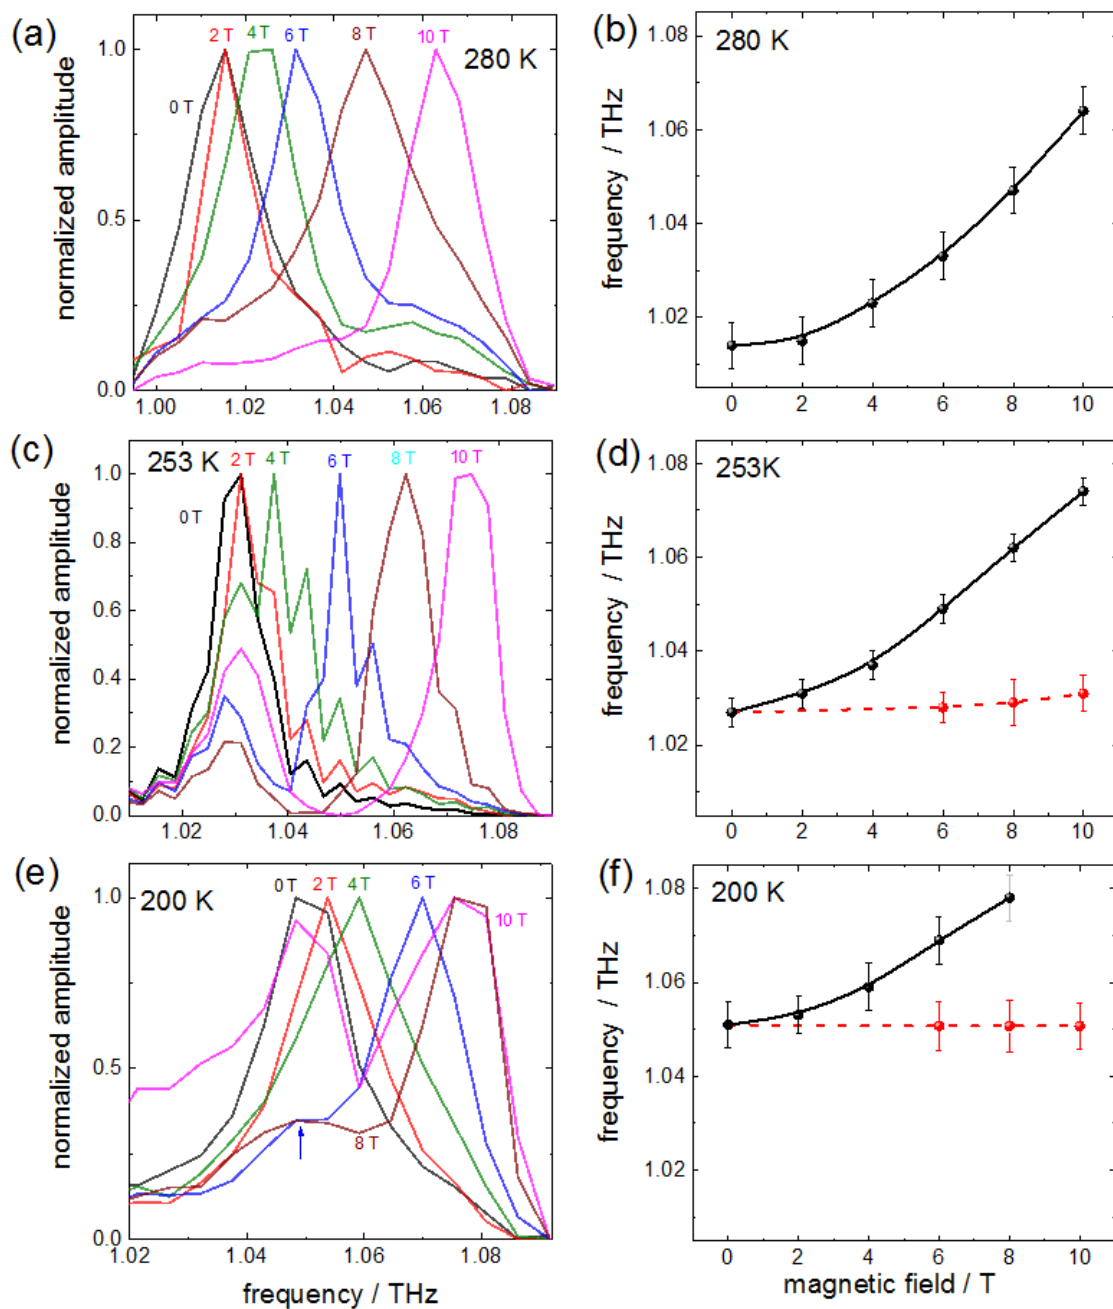 (a)
2 T
4 T
6 T
8 T
10 T
280 K
0 T
normalized amplitude
1.0
0.5
0.0
1.00
1.02
1.04
1.06
1.08
(b)
280 K
frequency / THz
1.08
1.06
1.04
1.02
0
2
4
6
8
10
(c)
253 K
2 T
4 T
6 T
8 T
10 T
0 T
normalized amplitude
1.0
0.8
0.6
0.4
0.2
0.0
1.02
1.04
1.06
1.08
(d)
253K
frequency / THz
1.08
1.06
1.04
1.02
0
2
4
6
8
10
(e)
200 K
0 T
2 T
4 T
6 T
10 T
8 T
normalized amplitude
1.0
0.5
0.0
1.02
1.04
1.06
1.08
frequency / THz
(f)
200 K
frequency / THz
1.08
1.06
1.04
1.02
0
2
4
6
8
10
magnetic field / T